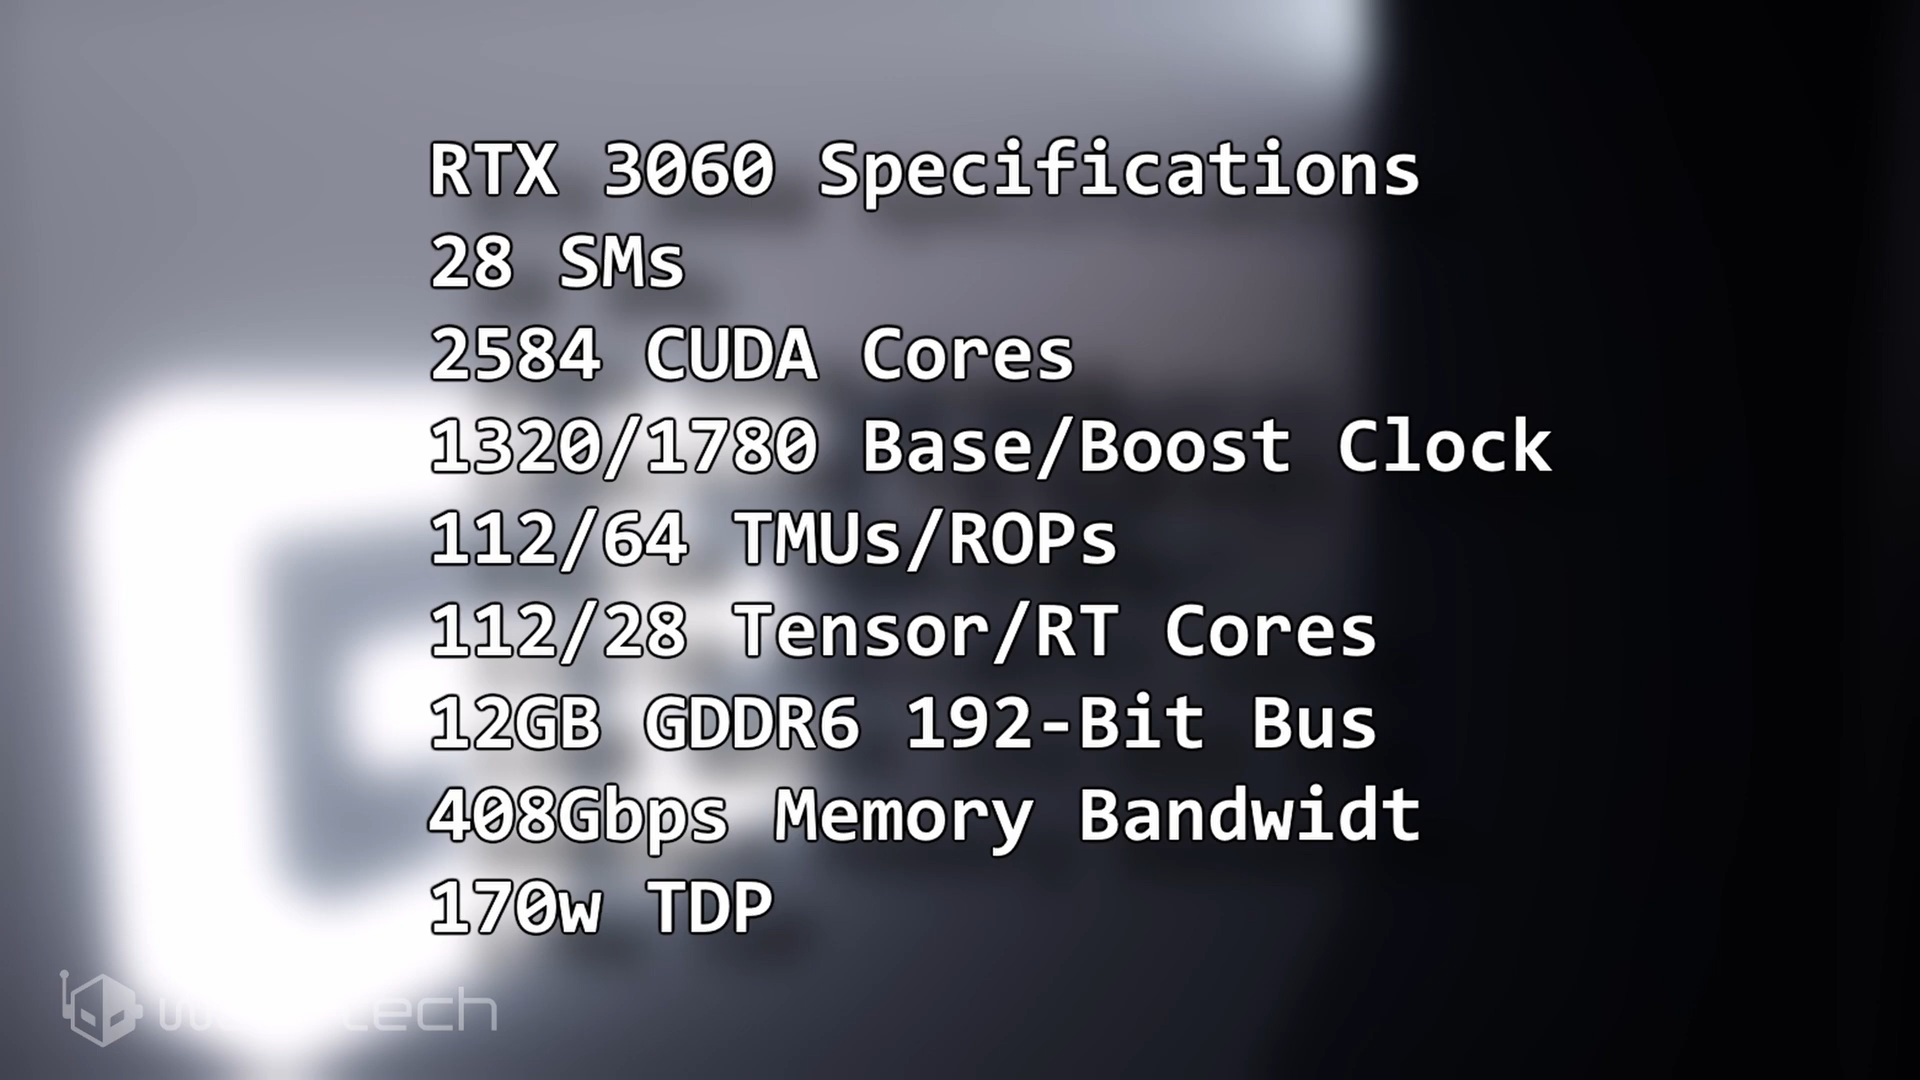 RTX 3060 Specifications
28 SMs
2584 CUDA Cores
1320/1780 Base/Boost Clock
112/64 TMUs/ROPs
112/28 Tensor/RT Cores
12GB GDDR6 192-Bit Bus
408Gbps Memory Bandwidt
170w TDP
tech